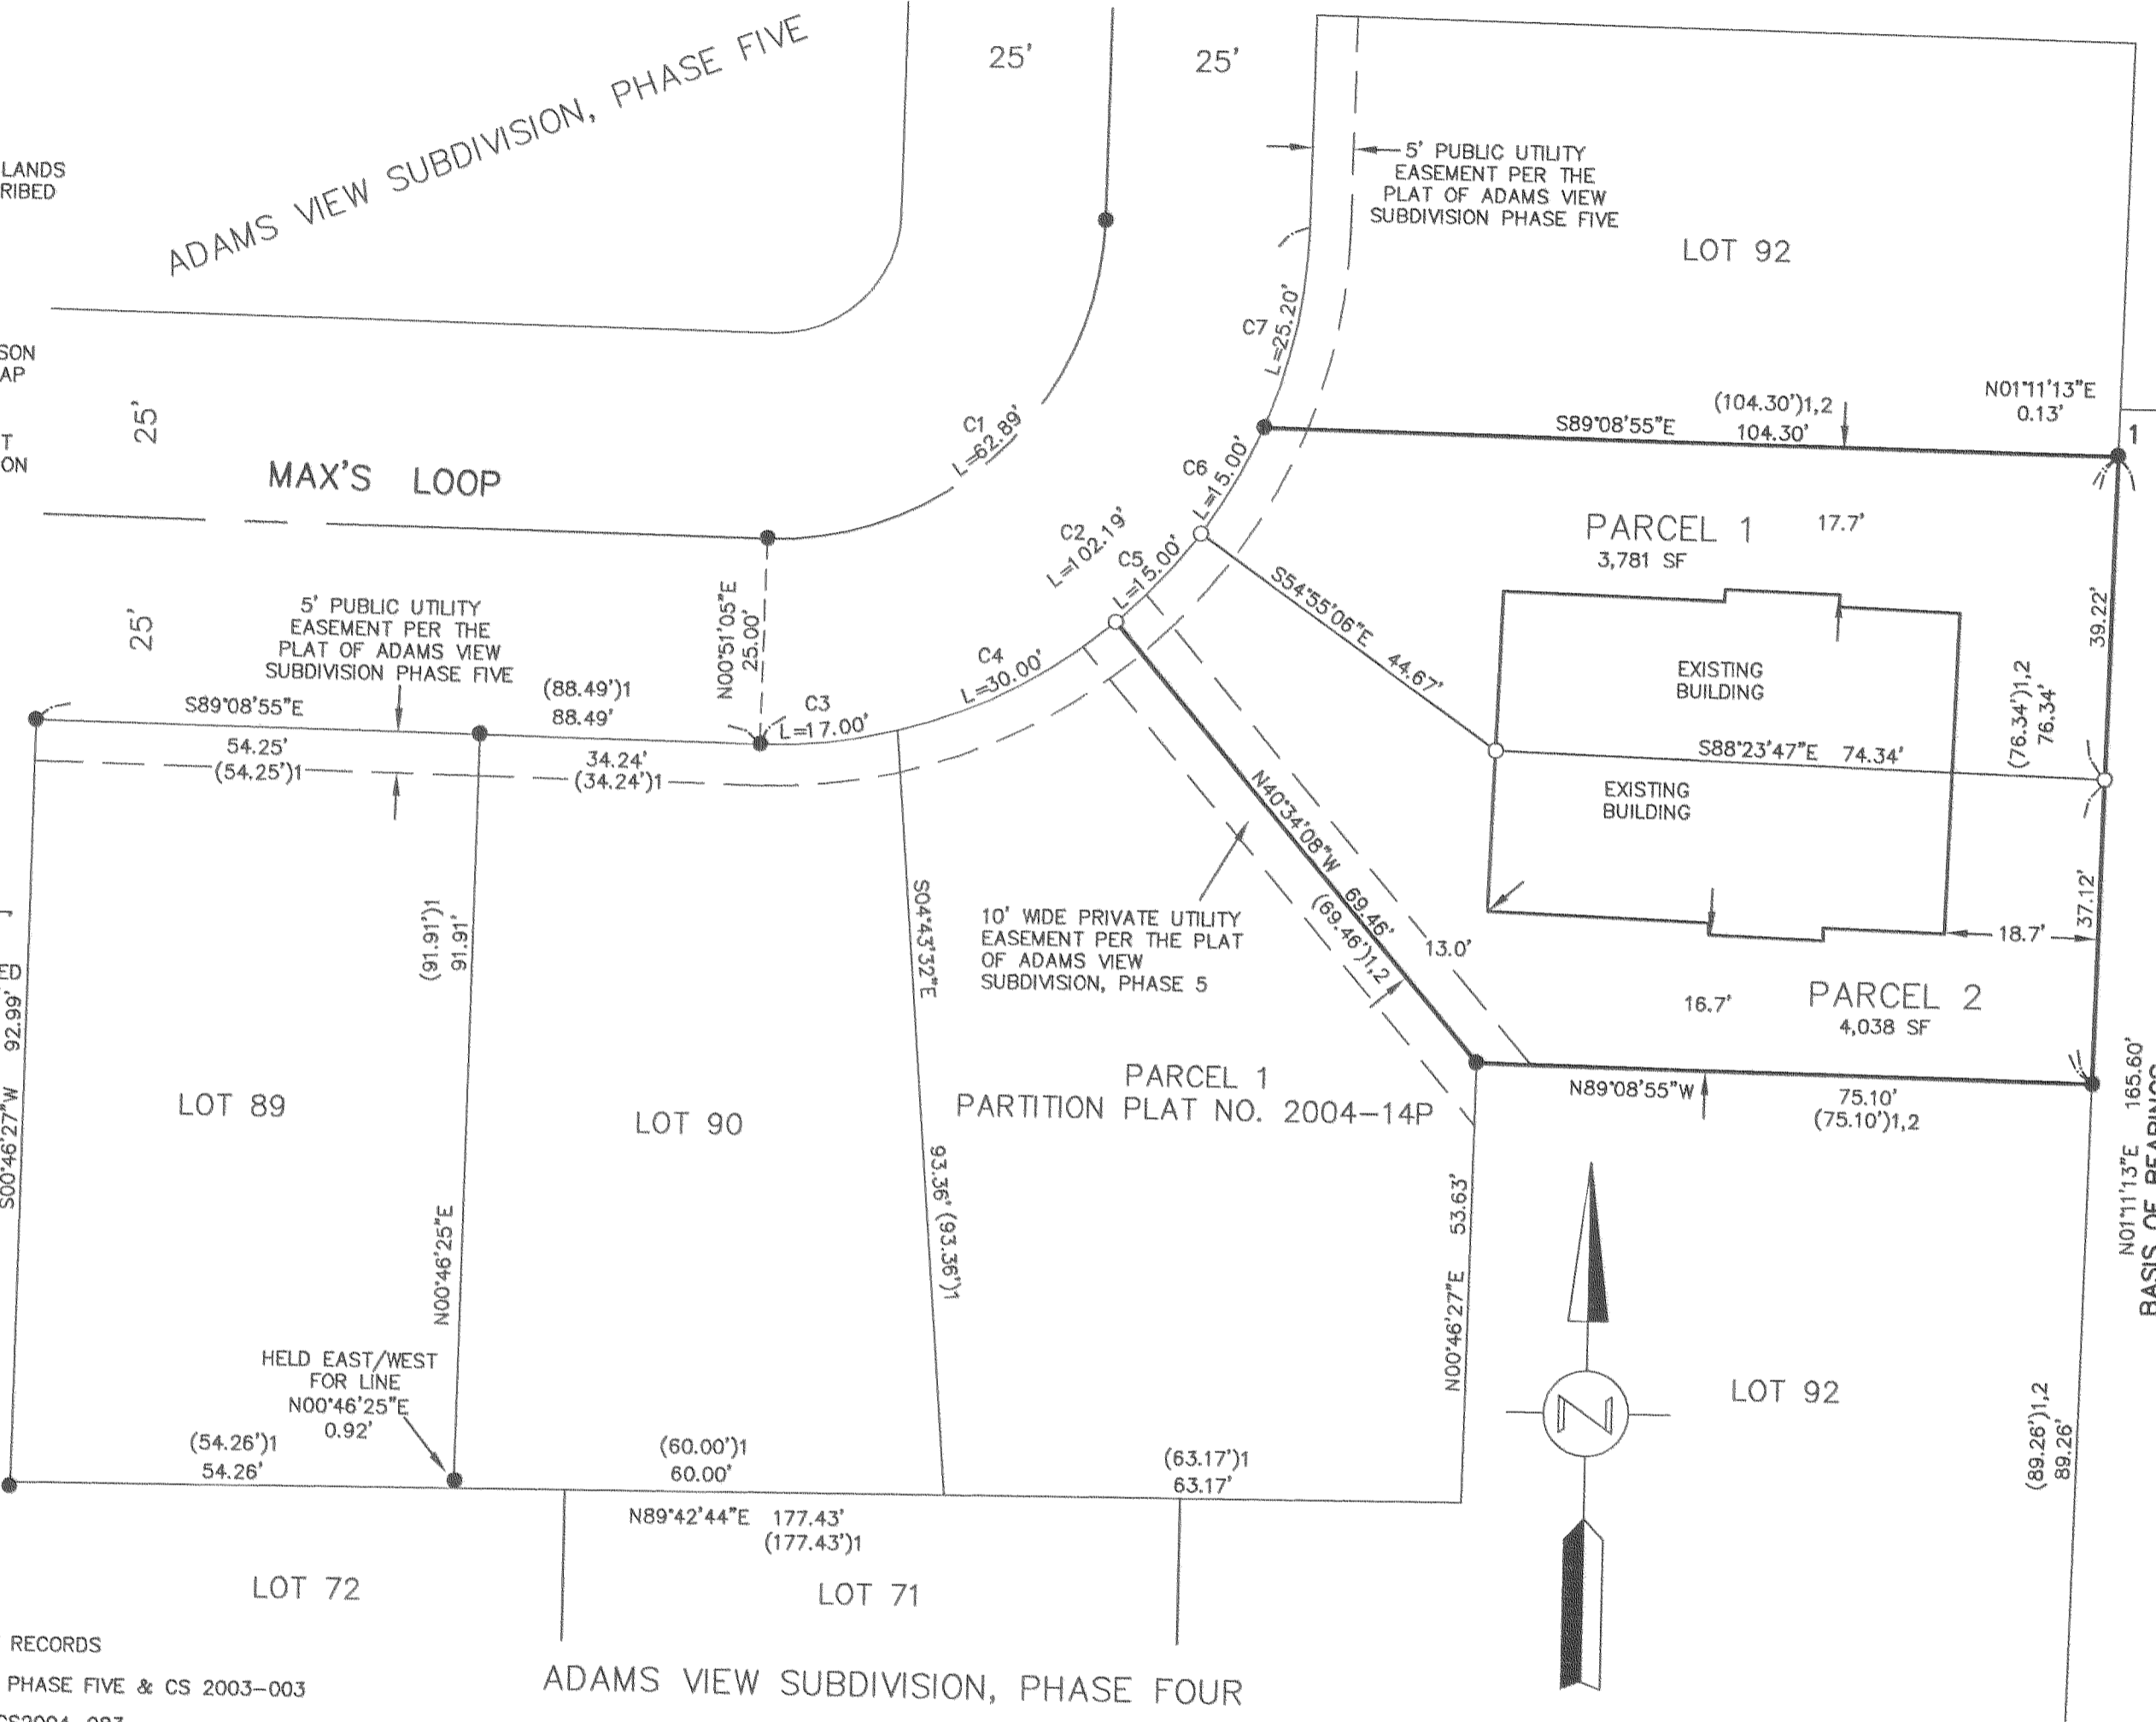 ADAMS VIEW SUBDIVISION, PHASE FIVE
25'
25'
LANDS
RIBED
5' PUBLIC UTILITY
EASEMENT PER THE
PLAT OF ADAMS VIEW
SUBDIVISION PHASE FIVE
LOT 92
SON
AP
T
ON
25'
MAX'S LOOP
C1
L=62.89'
C7
L=25.20'
S89°08'55"E
(104.30')1,2
104.30'
N01°11'13"E
0.13'
1
C6
L=15.00'
C2
L=102.19'
C5
L=15.00'
PARCEL 1
3,781 SF
17.7'
39.22'
25'
5' PUBLIC UTILITY
EASEMENT PER THE
PLAT OF ADAMS VIEW
SUBDIVISION PHASE FIVE
N00°51'05"E
25.00'
C4
L=30.00'
S54°55'06"E 44.67'
EXISTING
BUILDING
(76.34')1,2
76.34'
S89°08'55"E
(88.49')1
88.49'
C3
L=17.00'
54.25'
(54.25')1
34.24'
(34.24')1
S88°23'47"E 74.34'
EXISTING
BUILDING
N40°34'08"W 69.46'
(69.46')1,2
37.12'
10' WIDE PRIVATE UTILITY
EASEMENT PER THE PLAT
OF ADAMS VIEW
SUBDIVISION, PHASE 5
13.0'
18.7'
(91.91')1
91.91'
N00°46'25"E
S04°43'32"E
93.36' (93.36')1
ED
S00°46'27"W 92.99'
16.7'
PARCEL 2
4,038 SF
LOT 89
LOT 90
PARCEL 1
PARTITION PLAT NO. 2004-14P
N89°08'55"W
75.10'
(75.10')1,2
N01°11'13"E 165.60'
BASIS OF BEARINGS
N00°46'27"E 53.63'
HELD EAST/WEST
FOR LINE
N00°46'25"E
0.92'
N
LOT 92
(89.26')1,2
89.26'
(54.26')1
54.26'
(60.00')1
60.00'
(63.17')1
63.17'
N89°42'44"E 177.43'
(177.43')1
LOT 72
LOT 71
RECORDS
PHASE FIVE & CS 2003-003
ADAMS VIEW SUBDIVISION, PHASE FOUR